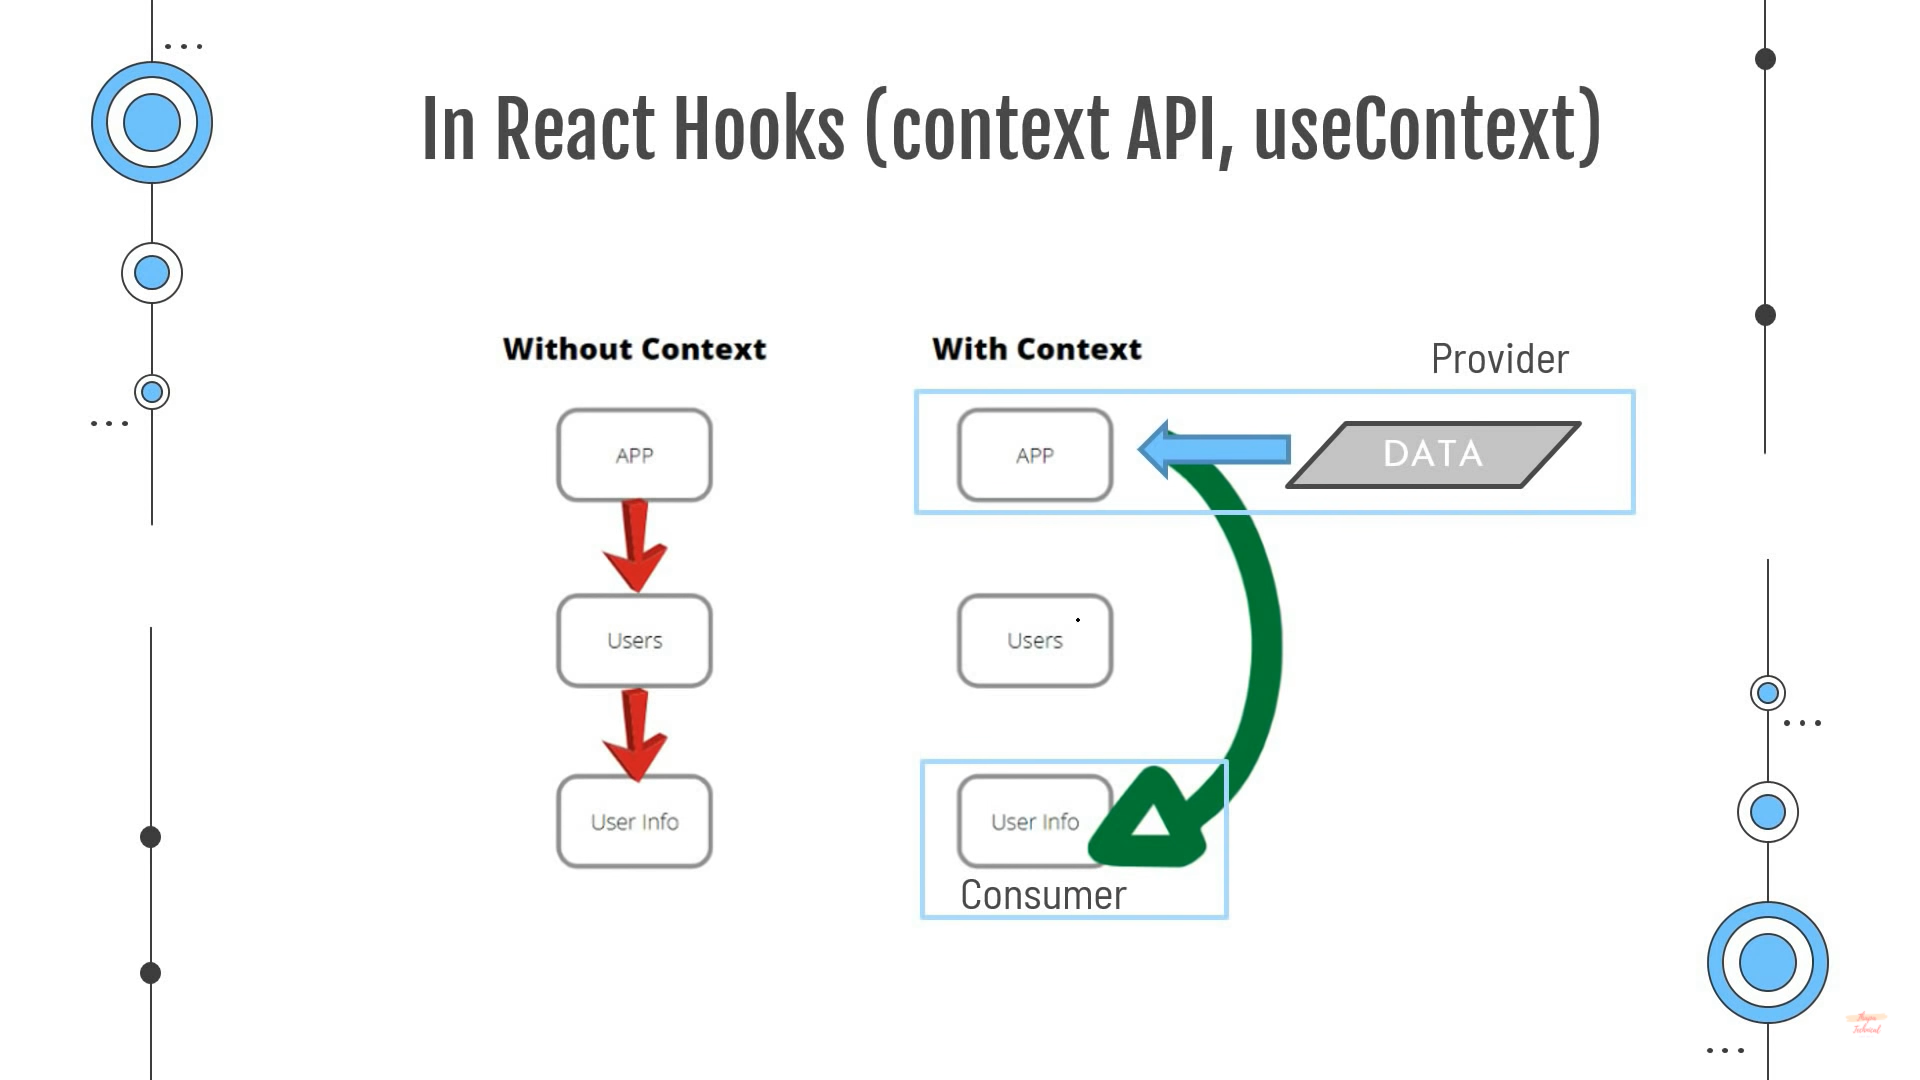 In React Hooks (context API, useContext)
Without Context
APP
Users
User Info
With Context
Provider
APP
DATA
Users
User Info
Consumer
Technical